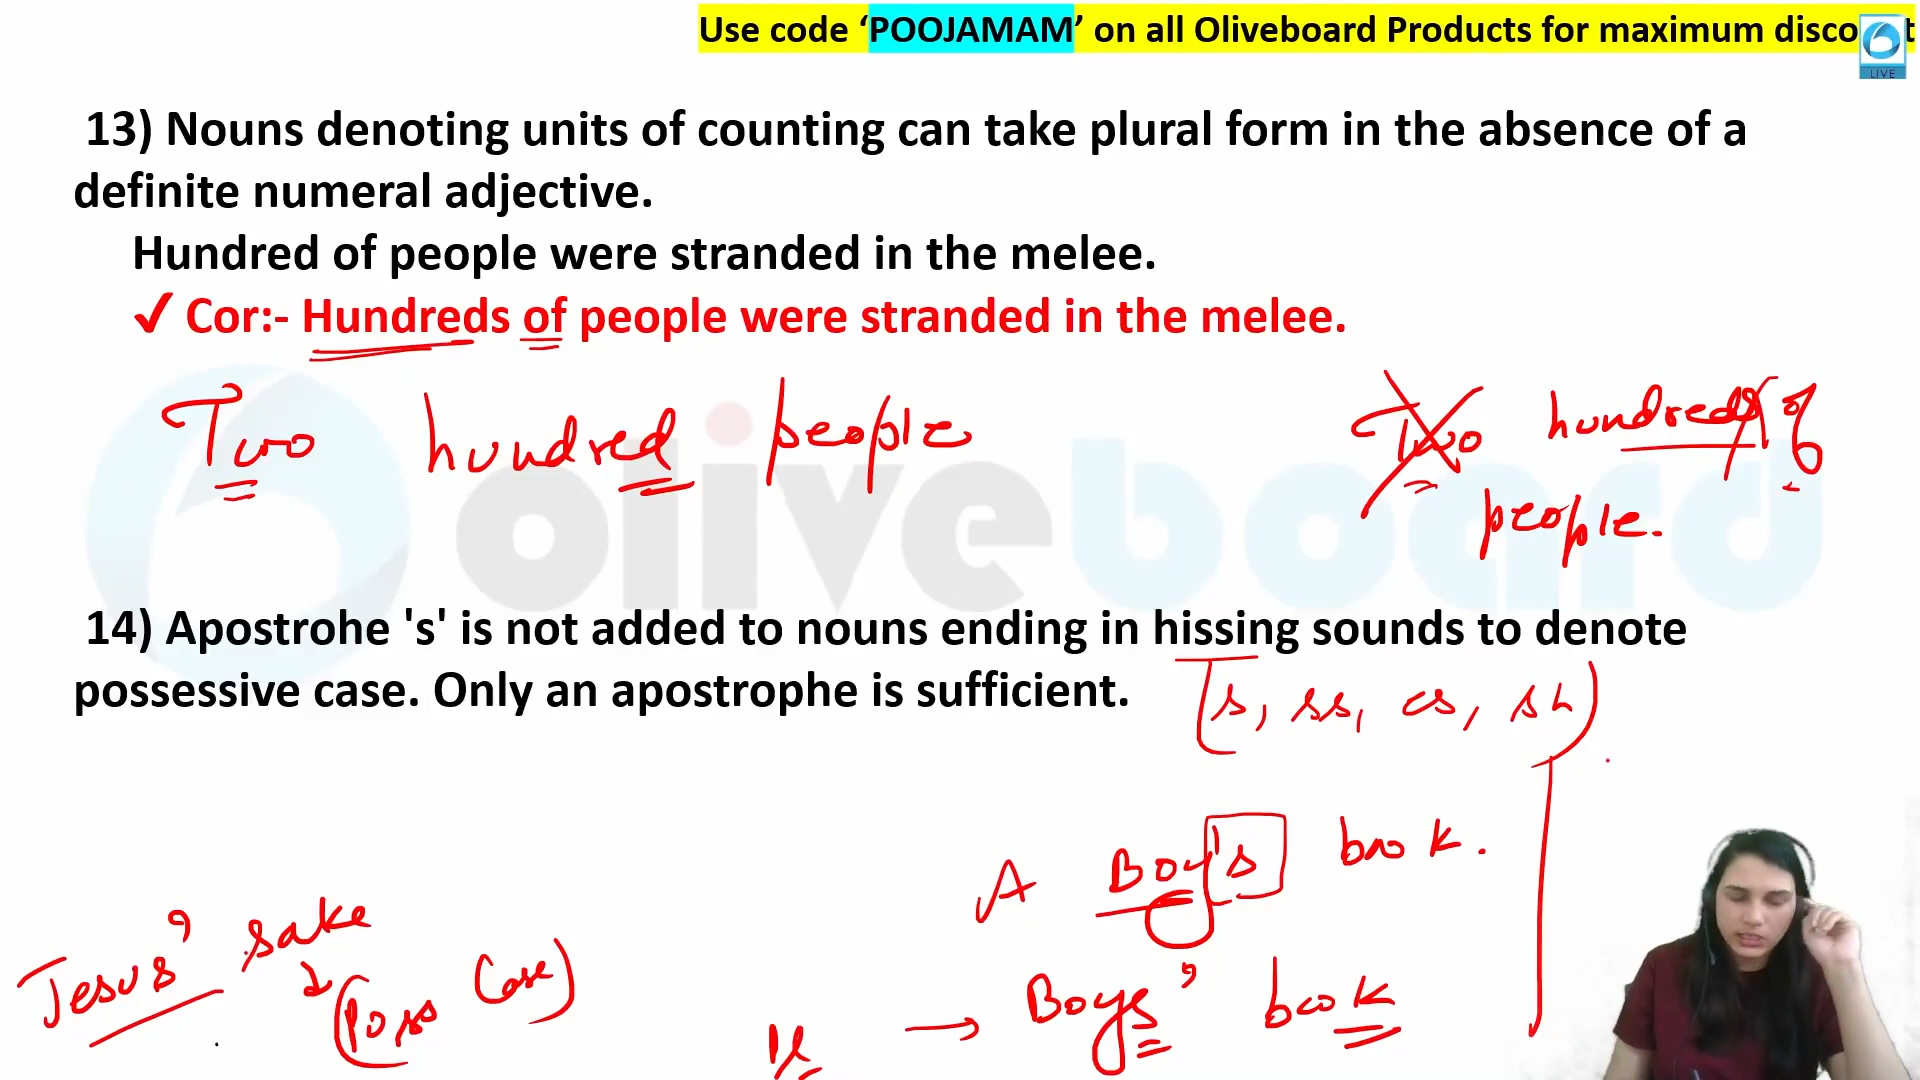 Use code ‘POOJAMAM’ on all Oliveboard Products for maximum disco t
LIVE
13) Nouns denoting units of counting can take plural form in the absence of a
definite numeral adjective.
Hundred of people were stranded in the melee.
✓ Cor:- Hundreds of people were stranded in the melee.
Two hundred people
Two hundreds of
people.
oliveboard
14) Apostrohe 's' is not added to nouns ending in hissing sounds to denote
possessive case. Only an apostrophe is sufficient.
(s, ss, cs, sh)
A Boy's book.
Jesus' sake
(Poss Case)
→ Boys' book